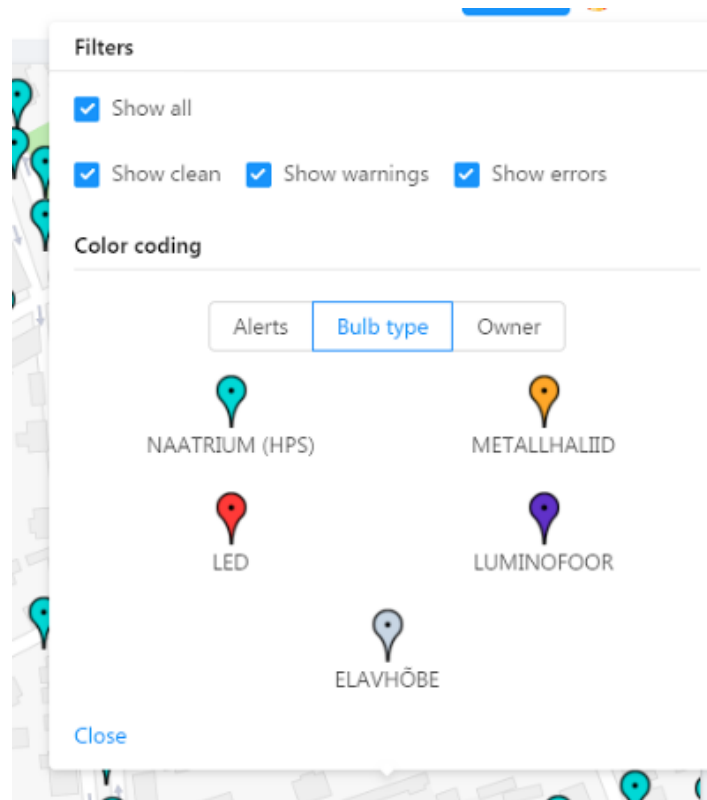 Filters
Show all
Show clean Show warnings Show errors
Color coding
Alerts Bulb type Owner
NAATRIUM (HPS) METALLHALIID
LED LUMINOFOOR
ELAVHÕBE
Close